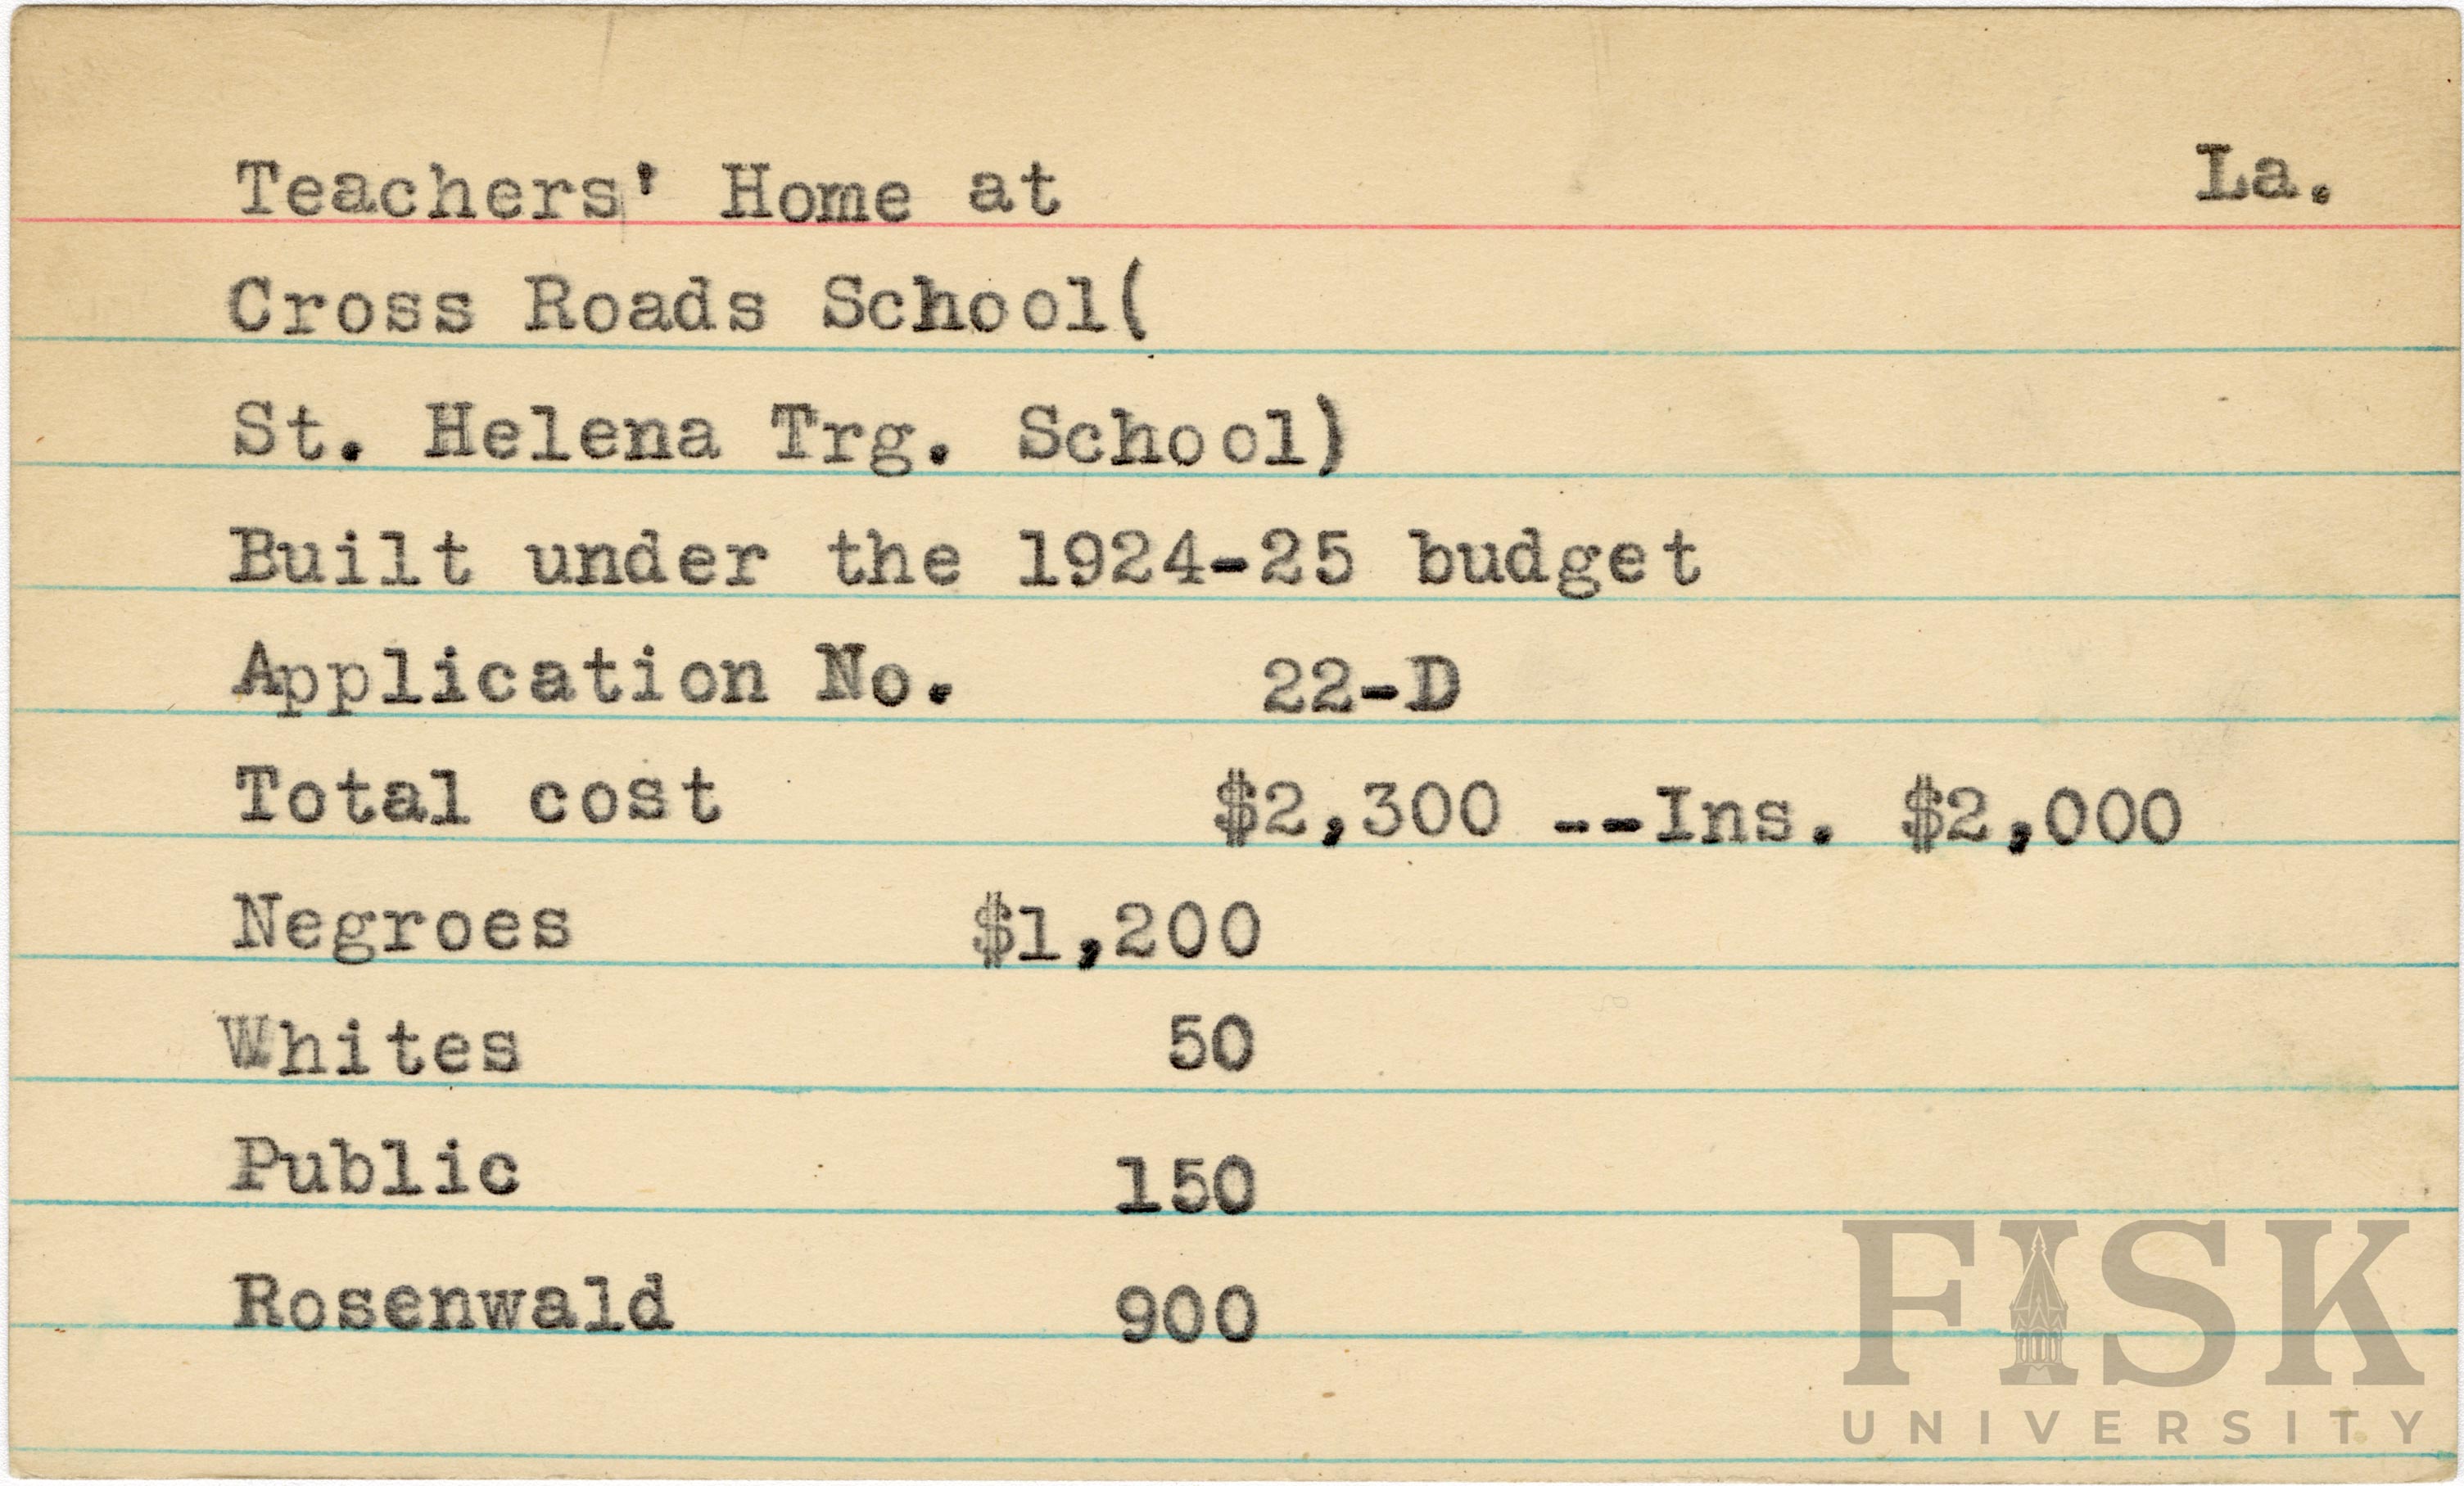 Teachers' Home at La.
Cross Roads School(
St. Helena Trg. School)
Built under the 1924-25 budget
Application No. 22-D
Total cost $2,300 --Ins. $2,000
Negroes $1,200
Whites 50
Public 150
Rosenwald 900
FISK
UNIVERSITY